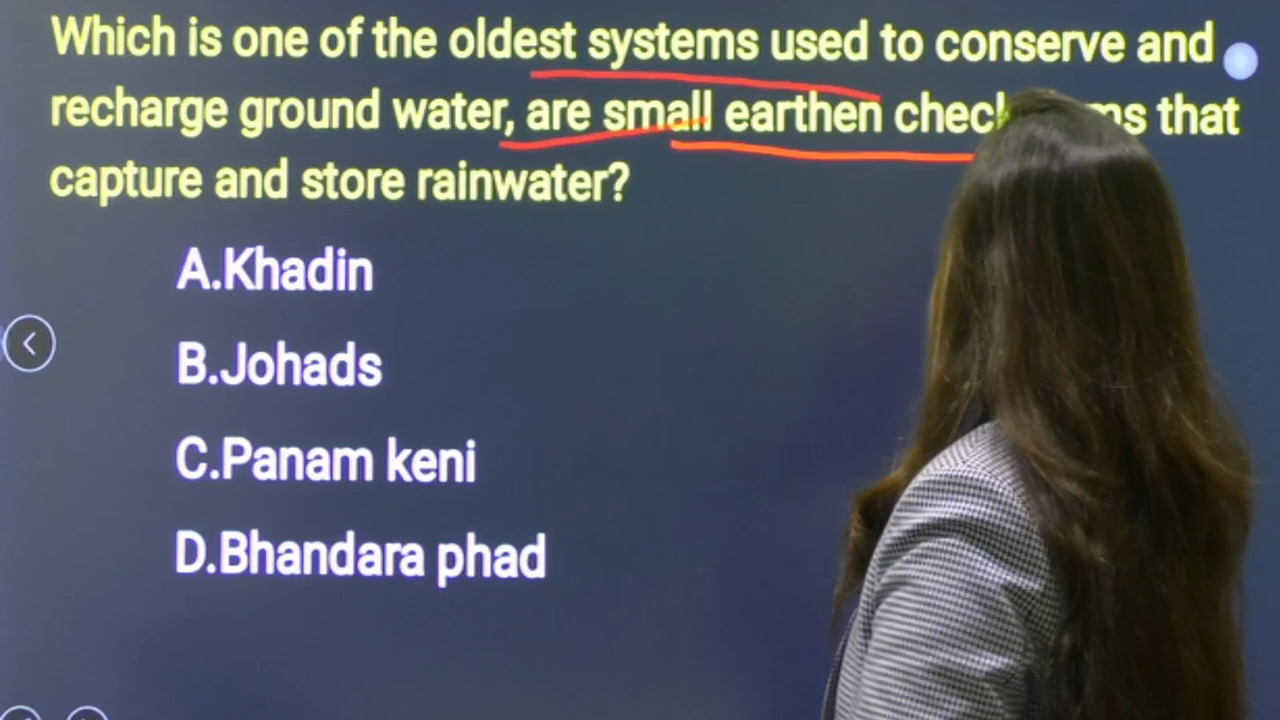 Which is one of the oldest systems used to conserve and
recharge ground water, are small earthen check that
capture and store rainwater?
A.Khadin
B.Johads
C.Panam keni
D.Bhandara phad